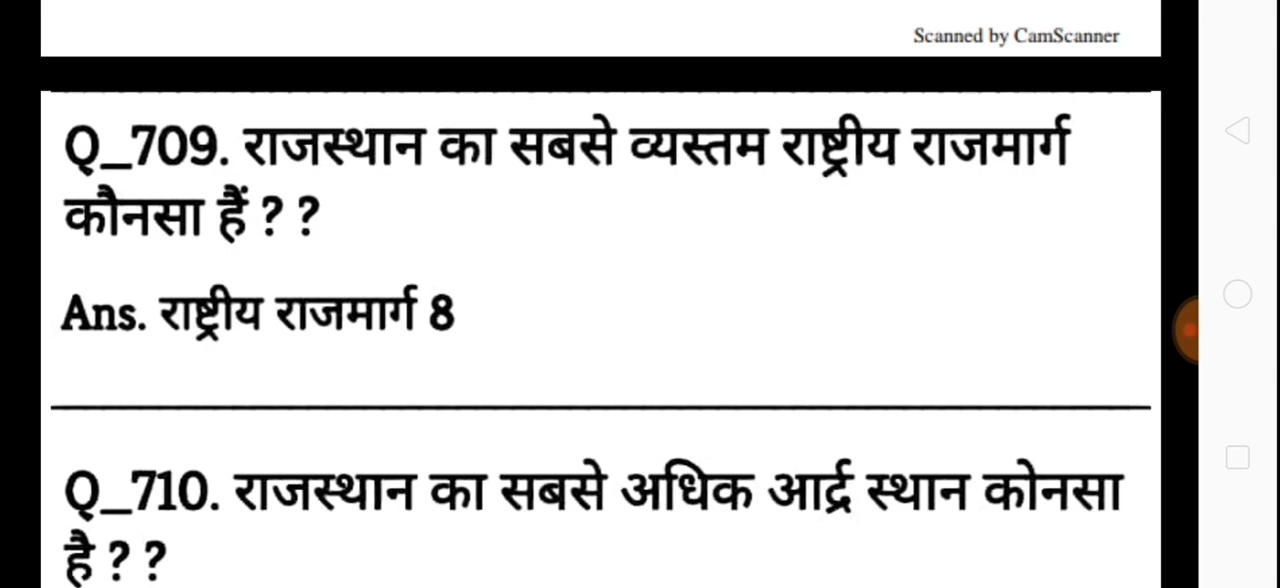 Scanned by CamScanner
Q_709. राजस्थान का सबसे व्यस्तम राष्ट्रीय राजमार्ग
कौनसा हैं ? ?
Ans. राष्ट्रीय राजमार्ग 8
Q_710. राजस्थान का सबसे अधिक आर्द्र स्थान कोनसा
है ? ?